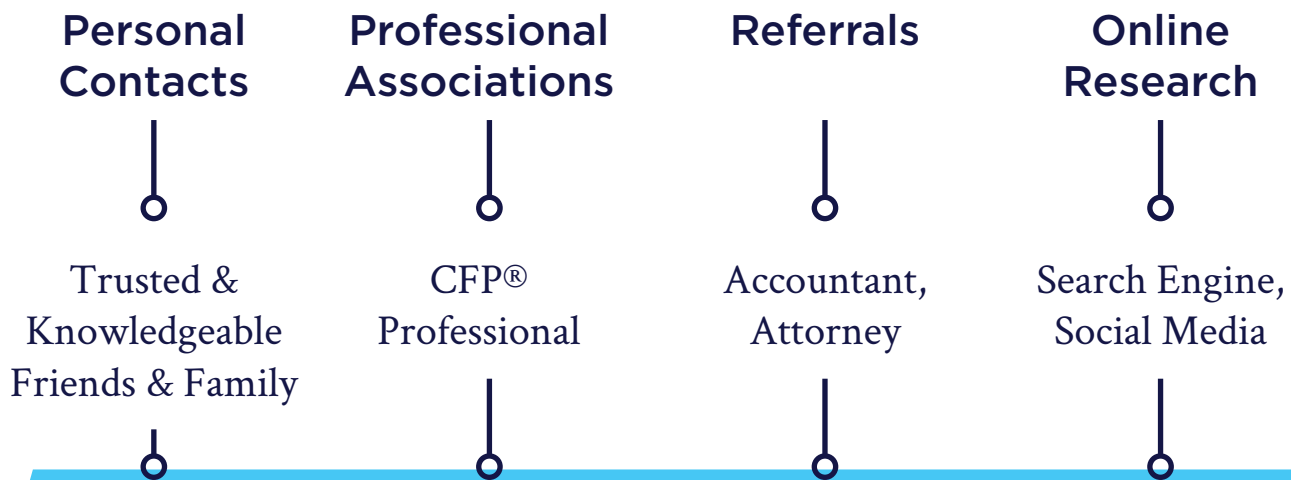 Personal
Contacts
Trusted &
Knowledgeable
Friends & Family
Professional
Associations
CFP®
Professional
Referrals
Accountant,
Attorney
Online
Research
Search Engine,
Social Media